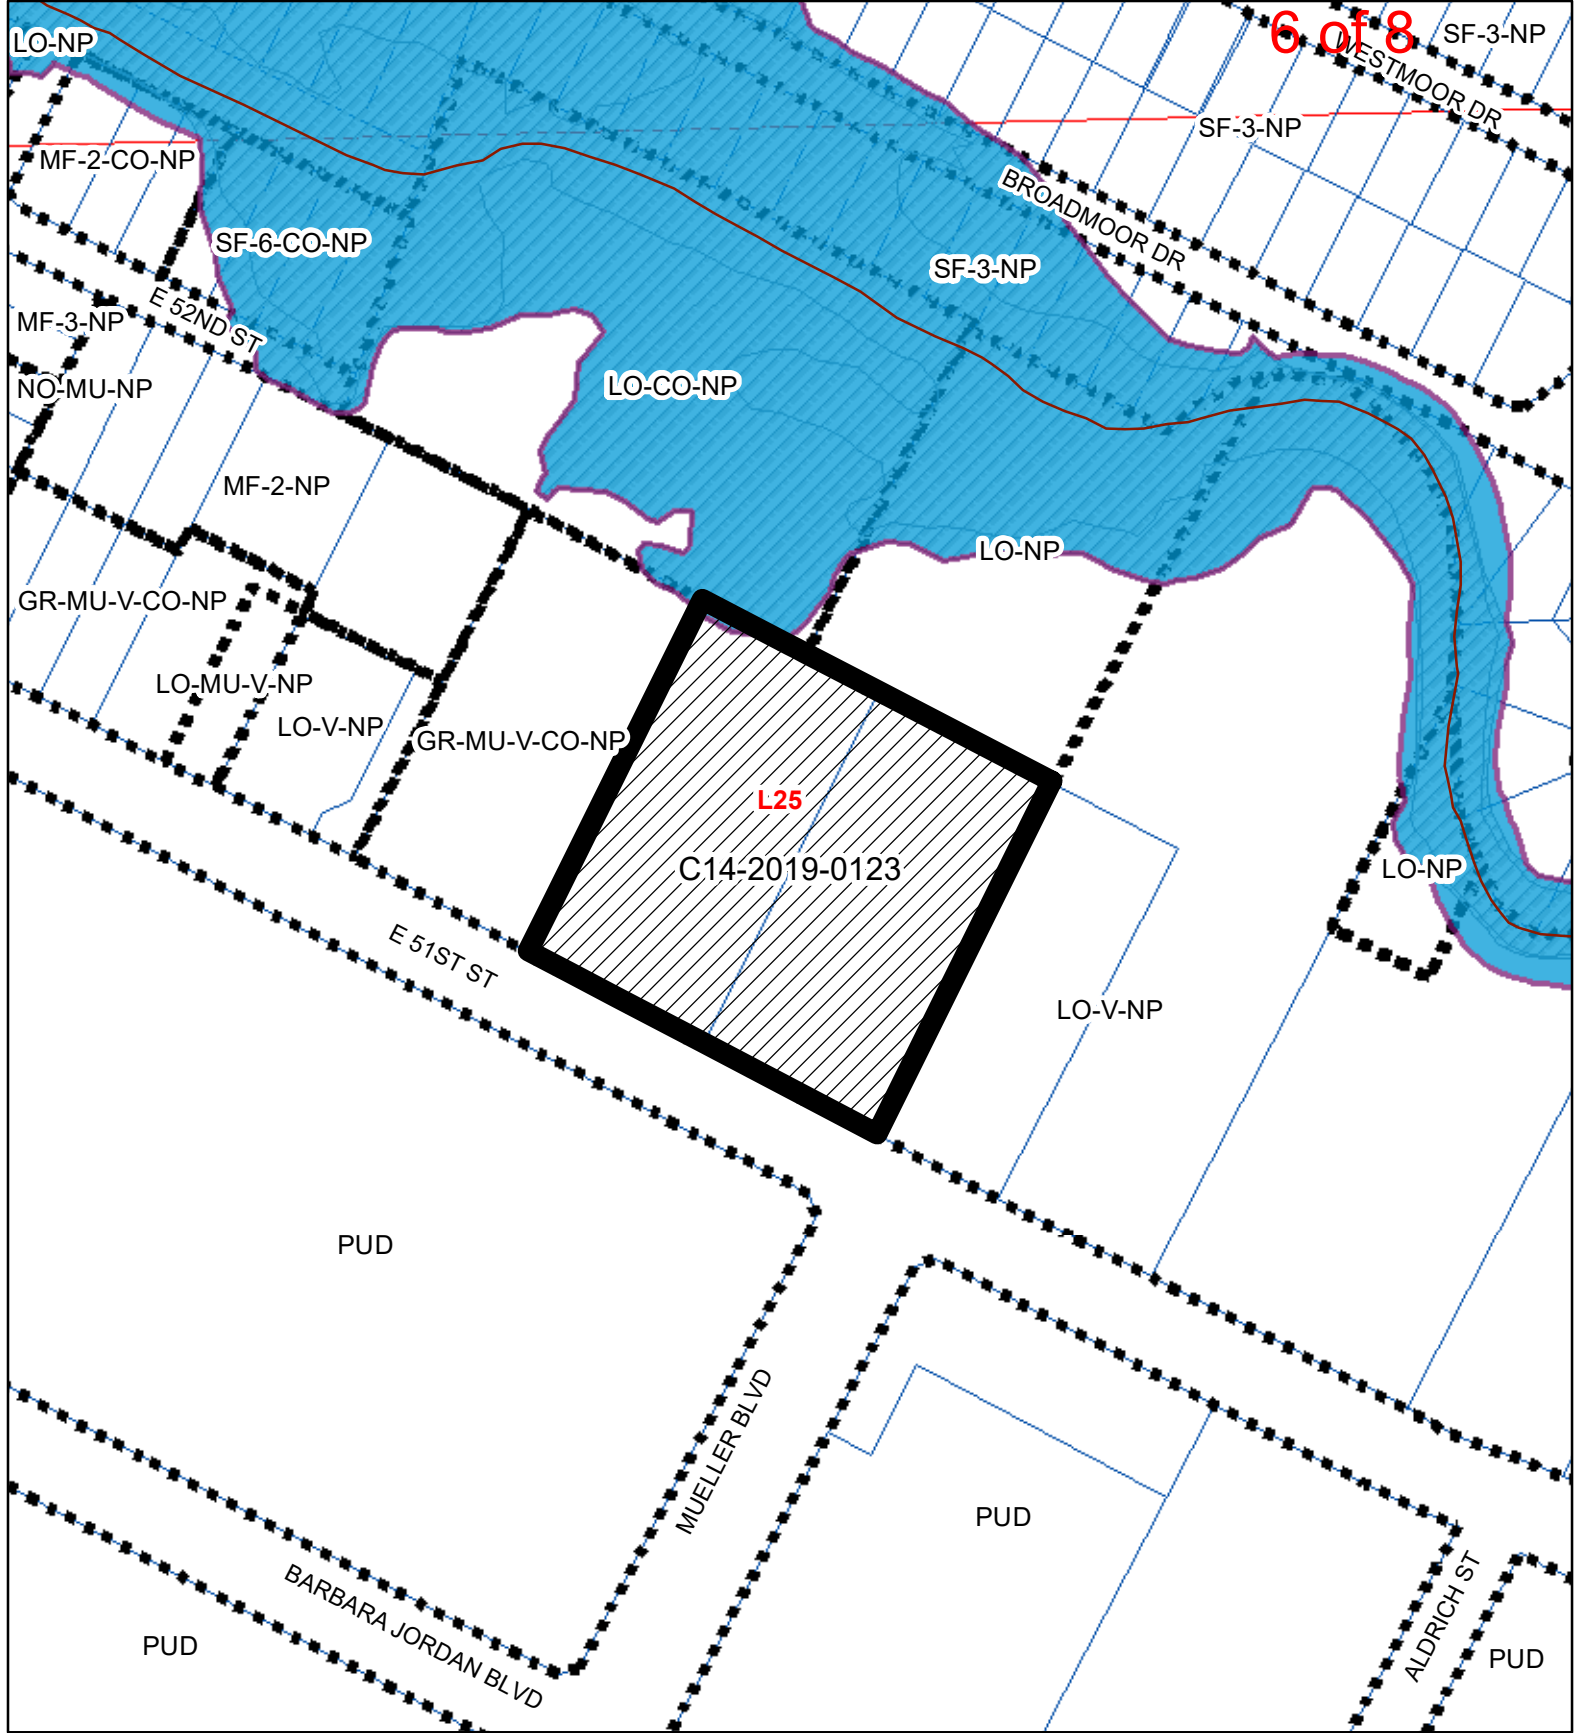 6 of 8
LO-NP
SF-3-NP
WESTMOOR DR
SF-3-NP
MF-2-CO-NP
BROADMOOR DR
SF-6-CO-NP
SF-3-NP
E 52ND ST
MF-3-NP
NO-MU-NP
LO-CO-NP
MF-2-NP
LO-NP
GR-MU-V-CO-NP
LO-MU-V-NP
LO-V-NP
GR-MU-V-CO-NP
L25
C14-2019-0123
LO-NP
E 51ST ST
LO-V-NP
PUD
MUELLER BLVD
PUD
BARBARA JORDAN BLVD
ALDRICH ST
PUD
PUD